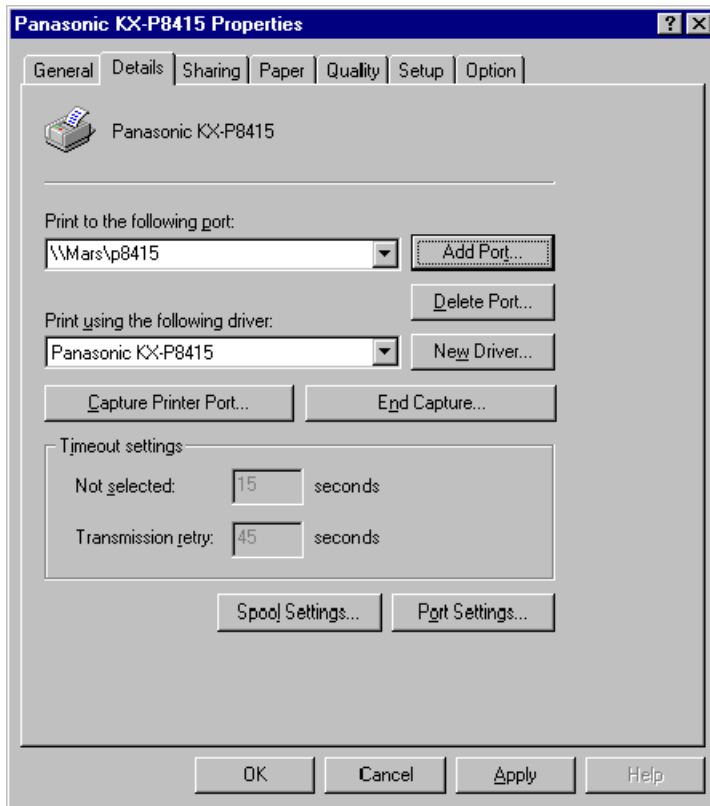 Panasonic KX-P8415 Properties
? X
General Details Sharing Paper Quality Setup Option
Panasonic KX-P8415
Print to the following port:
\\Mars\p8415
Add Port...
Delete Port...
Print using the following driver:
Panasonic KX-P8415
New Driver...
Capture Printer Port... End Capture...
Timeout settings
Not selected: 15 seconds
Transmission retry: 45 seconds
Spool Settings... Port Settings...
OK Cancel Apply Help